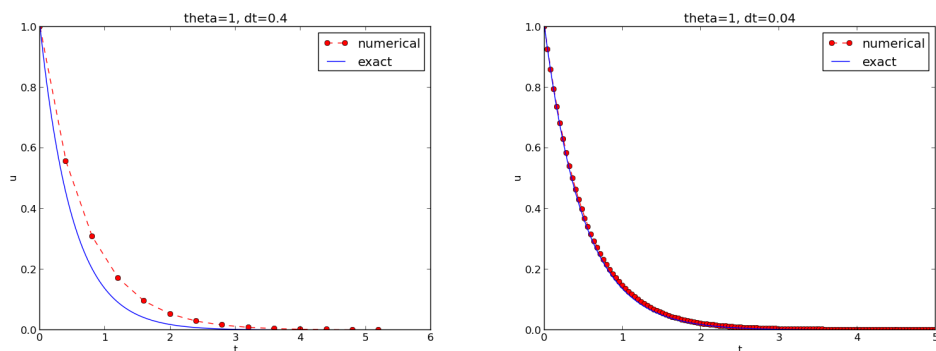 theta=1, dt=0.4
numerical
exact
1.0
0.8
0.6
0.4
0.2
0.0
u
0 1 2 3 4 5 6
t
theta=1, dt=0.04
numerical
exact
1.0
0.8
0.6
0.4
0.2
0.0
u
0 1 2 3 4 5
t